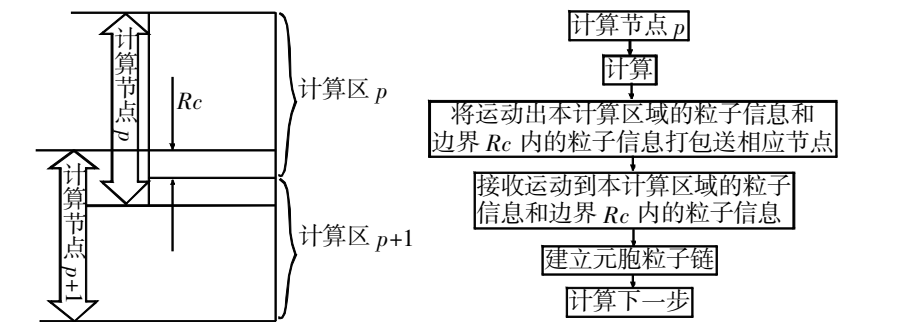 计算节点 p
Rc
计算区 p
计算节点 p+1
计算区 p+1
计算节点 p
计算
将运动出本计算区域的粒子信息和
边界 Rc 内的粒子信息打包送相应节点
接收运动到本计算区域的粒子
信息和边界 Rc 内的粒子信息
建立元胞粒子链
计算下一步